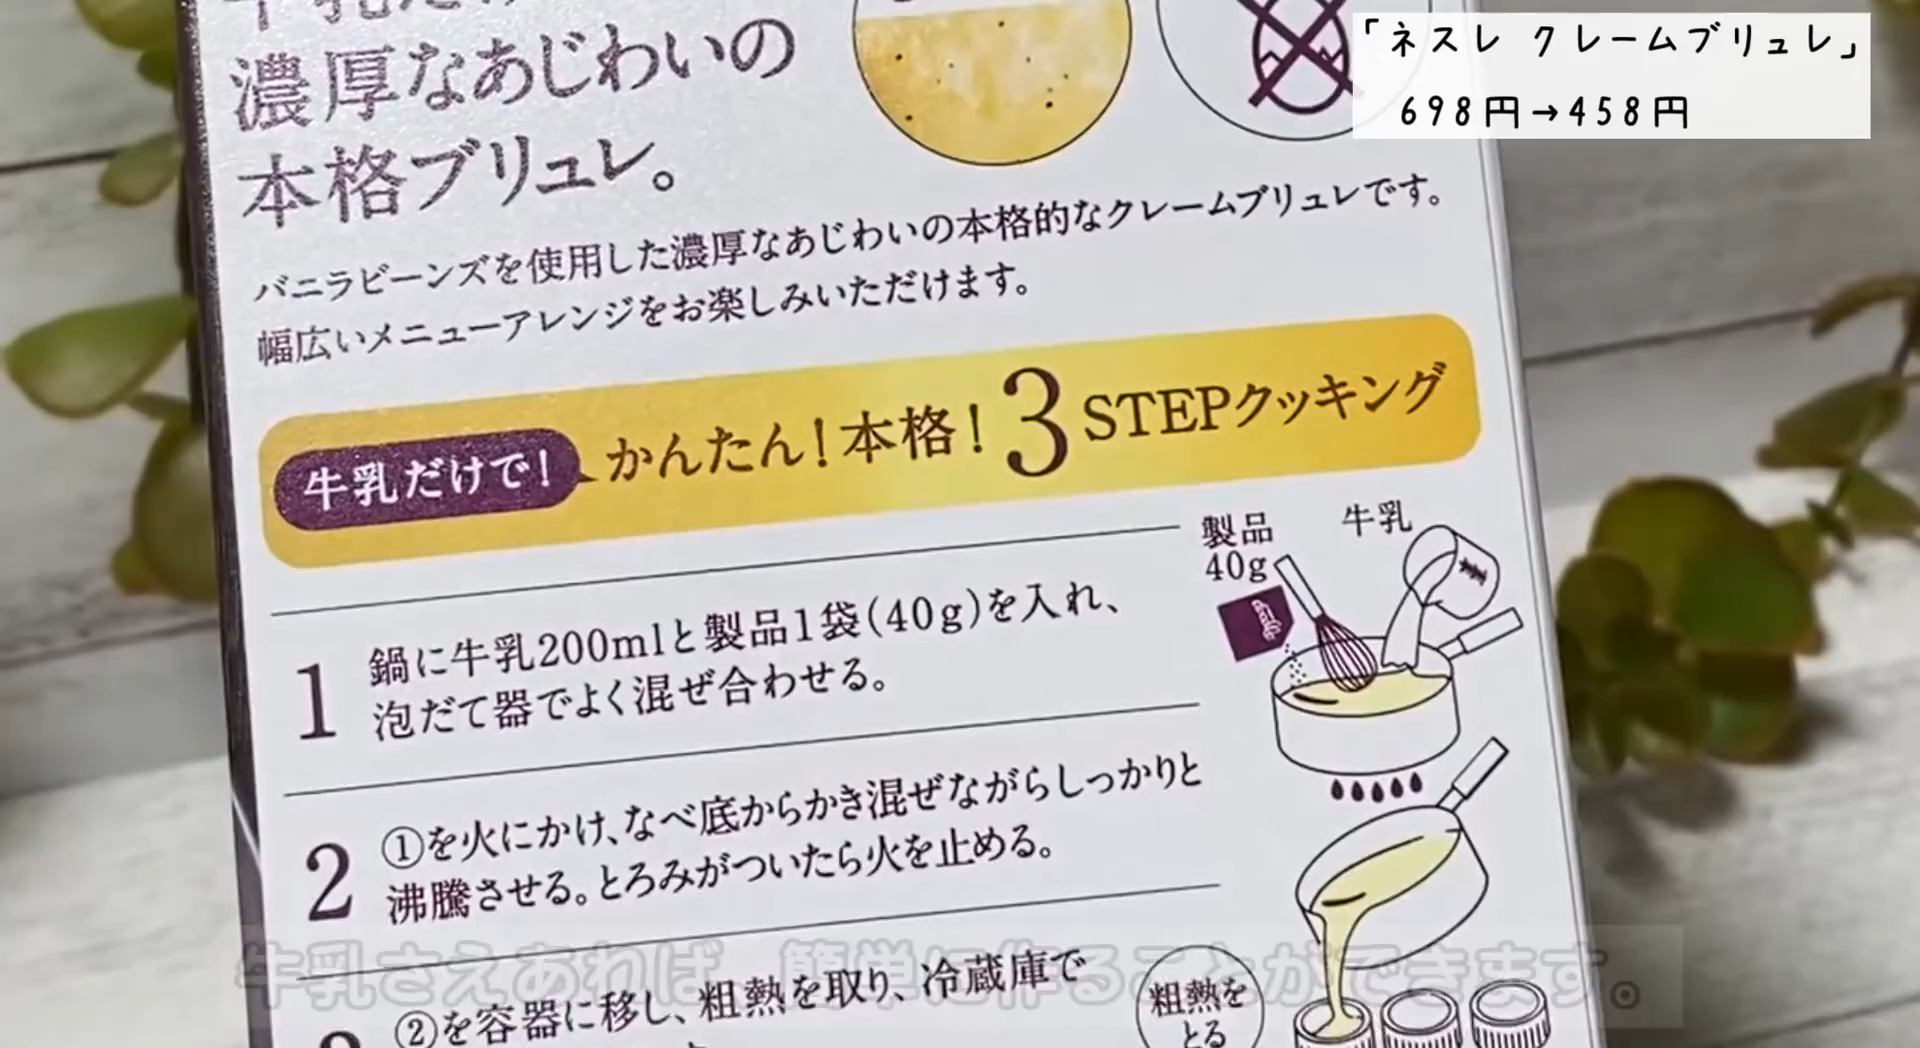 「ネスレ クレームブリュレ」
698円→458円
濃厚なあじわいの
本格ブリュレ。
バニラビーンズを使用した濃厚なあじわいの本格的なクレームブリュレです。
幅広いメニューアレンジをお楽しみいただけます。
牛乳だけで! かんたん!本格!3STEPクッキング
製品
40g
牛乳
1 鍋に牛乳200mlと製品1袋(40g)を入れ、
泡だて器でよく混ぜ合わせる。
2 ①を火にかけ、なべ底からかき混ぜながらしっかりと
沸騰させる。とろみがついたら火を止める。
②を容器に移し、粗熱を取り、冷蔵庫で
粗熱を
とる
牛乳さえあれば、簡単に作ることができます。